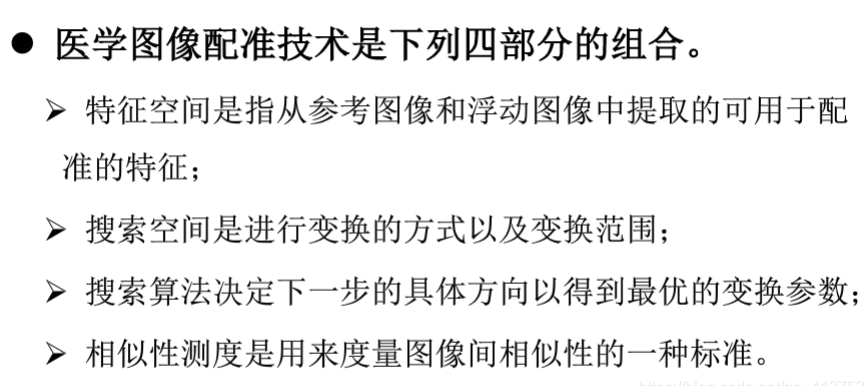 ● 医学图像配准技术是下列四部分的组合。
➢ 特征空间是指从参考图像和浮动图像中提取的可用于配
准的特征；
➢ 搜索空间是进行变换的方式以及变换范围；
➢ 搜索算法决定下一步的具体方向以得到最优的变换参数；
➢ 相似性测度是用来度量图像间相似性的一种标准。